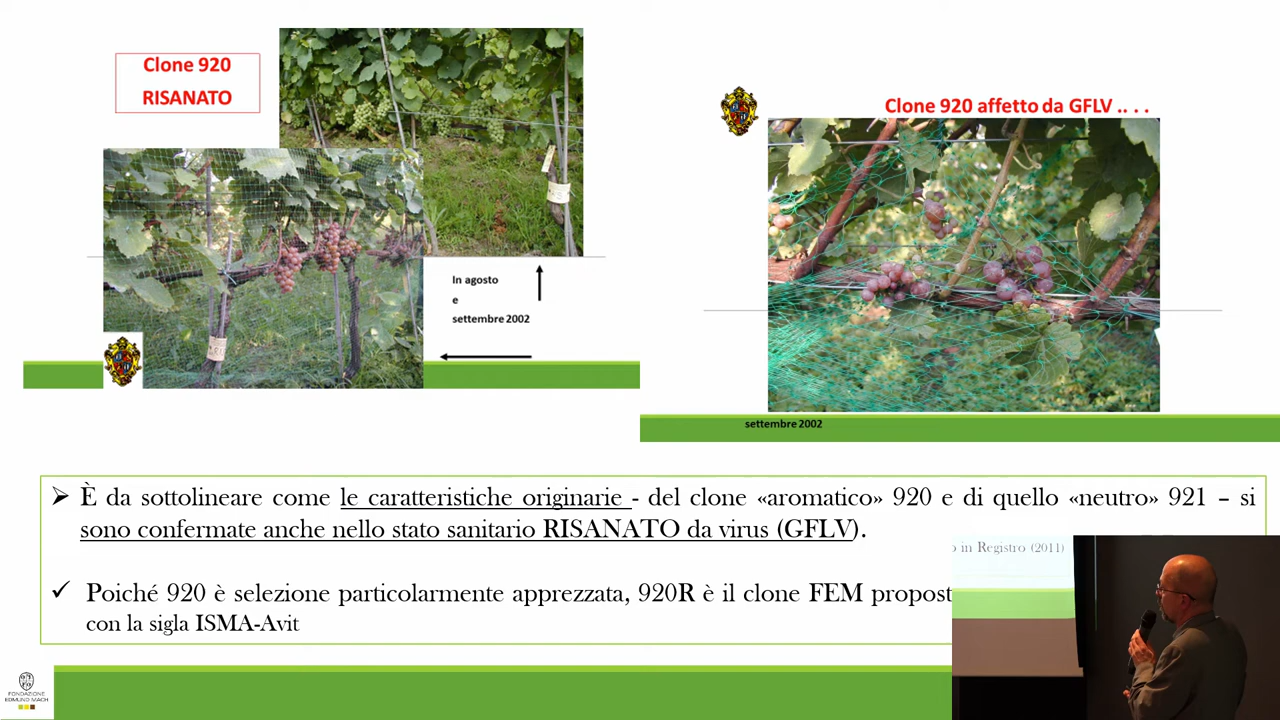 Clone 920
RISANATO
In agosto
e
settembre 2002
Clone 920 affetto da GFLV .. . .
settembre 2002
➢ È da sottolineare come le caratteristiche originarie - del clone «aromatico» 920 e di quello «neutro» 921 – si
sono confermate anche nello stato sanitario RISANATO da virus (GFLV).
✓ Poiché 920 è selezione particolarmente apprezzata, 920R è il clone FEM propost
con la sigla ISMA-Avit
in Registro (2011)
FONDAZIONE
EDMUND MACH